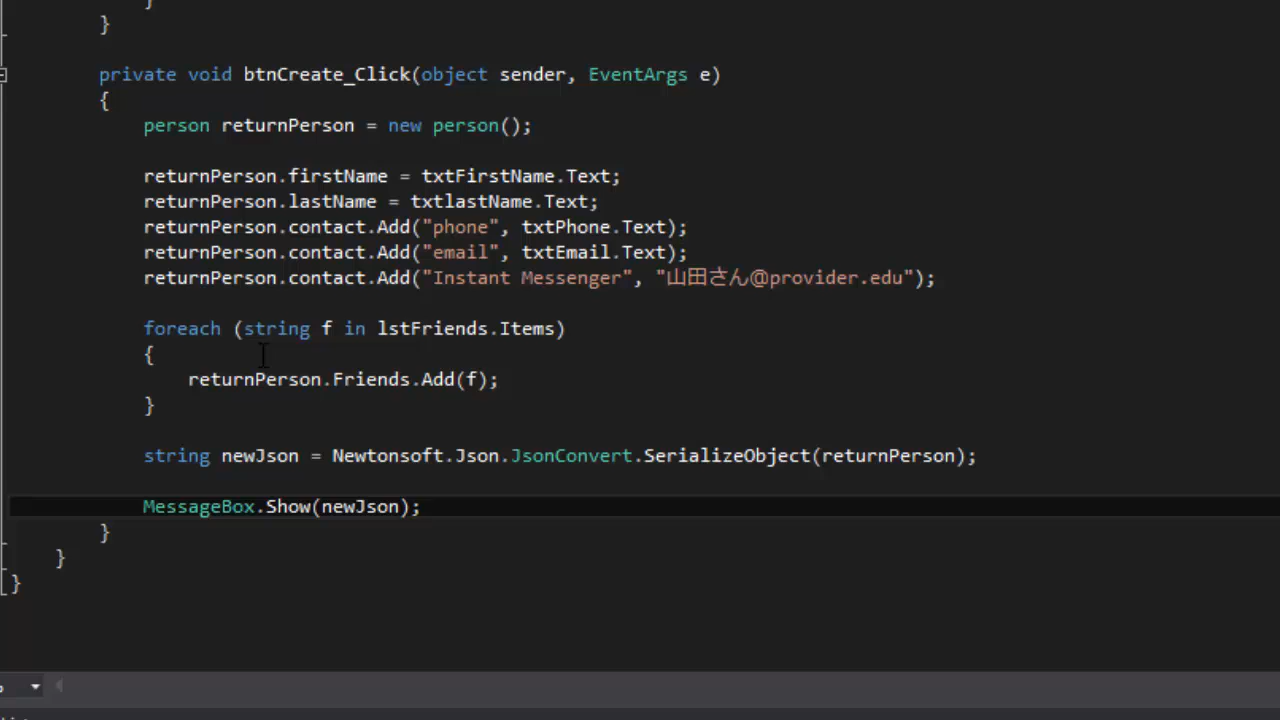 }
}
private void btnCreate_Click(object sender, EventArgs e)
{
person returnPerson = new person();
returnPerson.firstName = txtFirstName.Text;
returnPerson.lastName = txtlastName.Text;
returnPerson.contact.Add("phone", txtPhone.Text);
returnPerson.contact.Add("email", txtEmail.Text);
returnPerson.contact.Add("Instant Messenger", "山田さん@provider.edu");
foreach (string f in lstFriends.Items)
{
returnPerson.Friends.Add(f);
}
string newJson = Newtonsoft.Json.JsonConvert.SerializeObject(returnPerson);
MessageBox.Show(newJson);
}
}
}